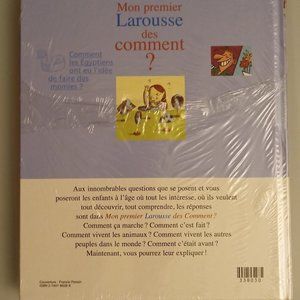 Mon premier
Larousse
des
comment
?
Comment
les Égyptiens
ont eu l'idée
de faire des
momies ?
Aux innombrables questions que se posent et vous
poseront les enfants à l'âge où tout les intéresse, où ils veulent
tout découvrir, tout comprendre, les réponses
sont dans Mon premier Larousse des Comment ?
Comment ça marche ? Comment c'est fait ?
Comment vivent les animaux ? Comment vivent les autres
peuples dans le monde ? Comment c'était avant ?
Maintenant, vous pourrez leur expliquer !